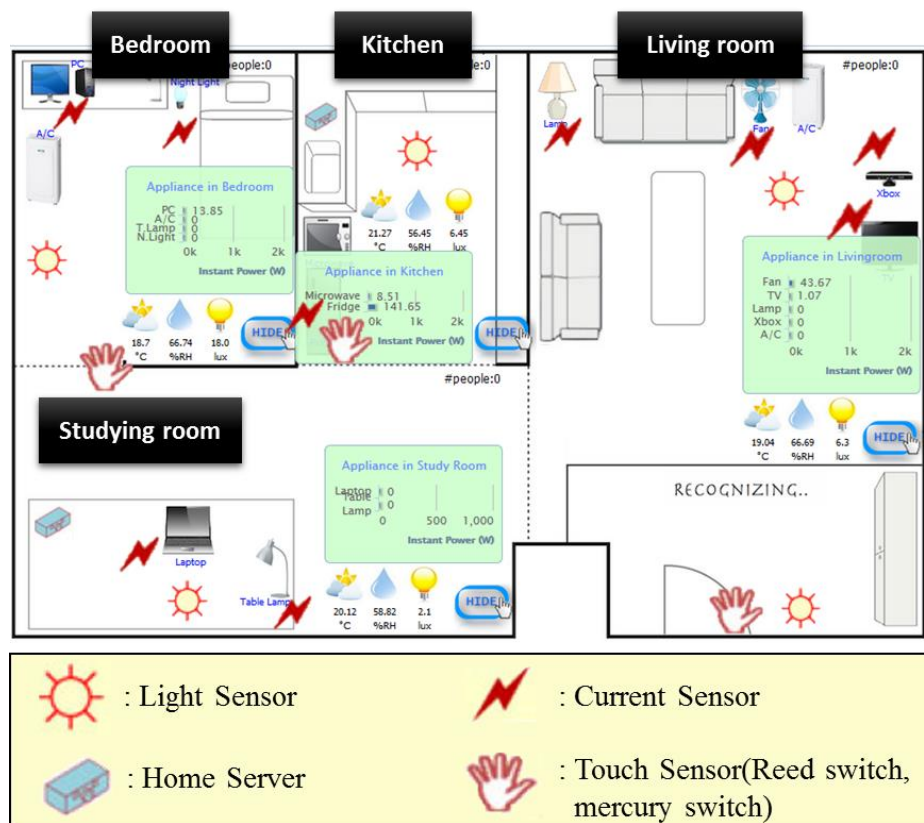 Bedroom
Kitchen
Living room
PC
Night Light
#people:0
#people:0
A/C
Lamp
Fan
A/C
Xbox
Appliance in Bedroom
PC 13.85
A/C 0
T.Lamp 0
N.Light 0
0k 1k 2k
Instant Power (W)
18.7 66.74 18.0
°C %RH lux
HIDE
21.27 56.45 6.45
°C %RH lux
Appliance in Kitchen
Microwave 8.51
Fridge 141.65
0k 1k 2k
Instant Power (W)
HIDE
Appliance in Livingroom
Fan 43.67
TV 1.07
Lamp 0
Xbox 0
A/C 0
0k 1k 2k
Instant Power (W)
19.04 66.69 6.3
°C %RH lux
HIDE
#people:0
Studying room
Appliance in Study Room
Laptop 0
Table Lamp 0
0 500 1,000
Instant Power (W)
Laptop
Table Lamp
20.12 58.82 2.1
°C %RH lux
HIDE
RECOGNIZING..
: Light Sensor
: Current Sensor
: Home Server
: Touch Sensor(Reed switch,
mercury switch)